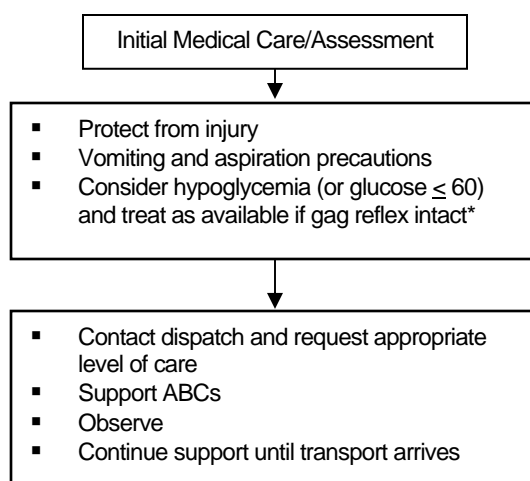 Initial Medical Care/Assessment
▪ Protect from injury
▪ Vomiting and aspiration precautions
▪ Consider hypoglycemia (or glucose ≤ 60)
and treat as available if gag reflex intact*
▪ Contact dispatch and request appropriate
level of care
▪ Support ABCs
▪ Observe
▪ Continue support until transport arrives